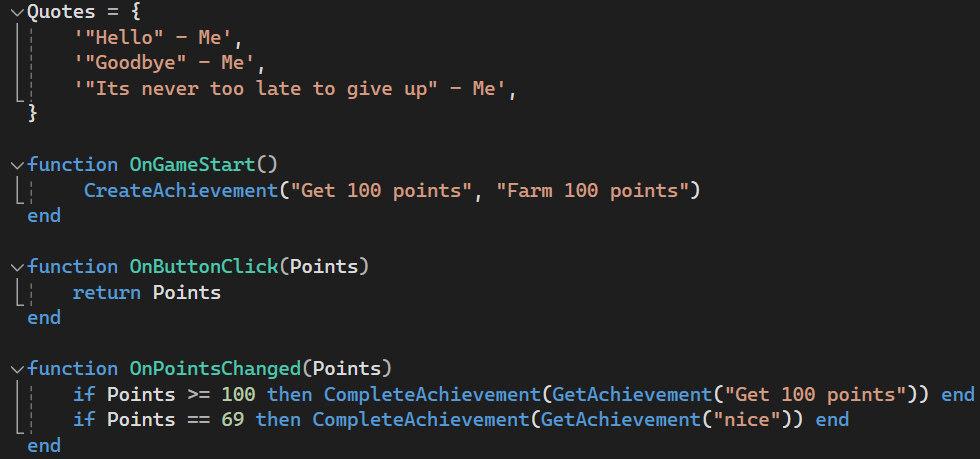 Quotes = {
    '"Hello" - Me',
    '"Goodbye" - Me',
    '"Its never too late to give up" - Me',
}
function OnGameStart()
     CreateAchievement("Get 100 points", "Farm 100 points")
end
function OnButtonClick(Points)
    return Points
end
function OnPointsChanged(Points)
    if Points >= 100 then CompleteAchievement(GetAchievement("Get 100 points")) end
    if Points == 69 then CompleteAchievement(GetAchievement("nice")) end
end